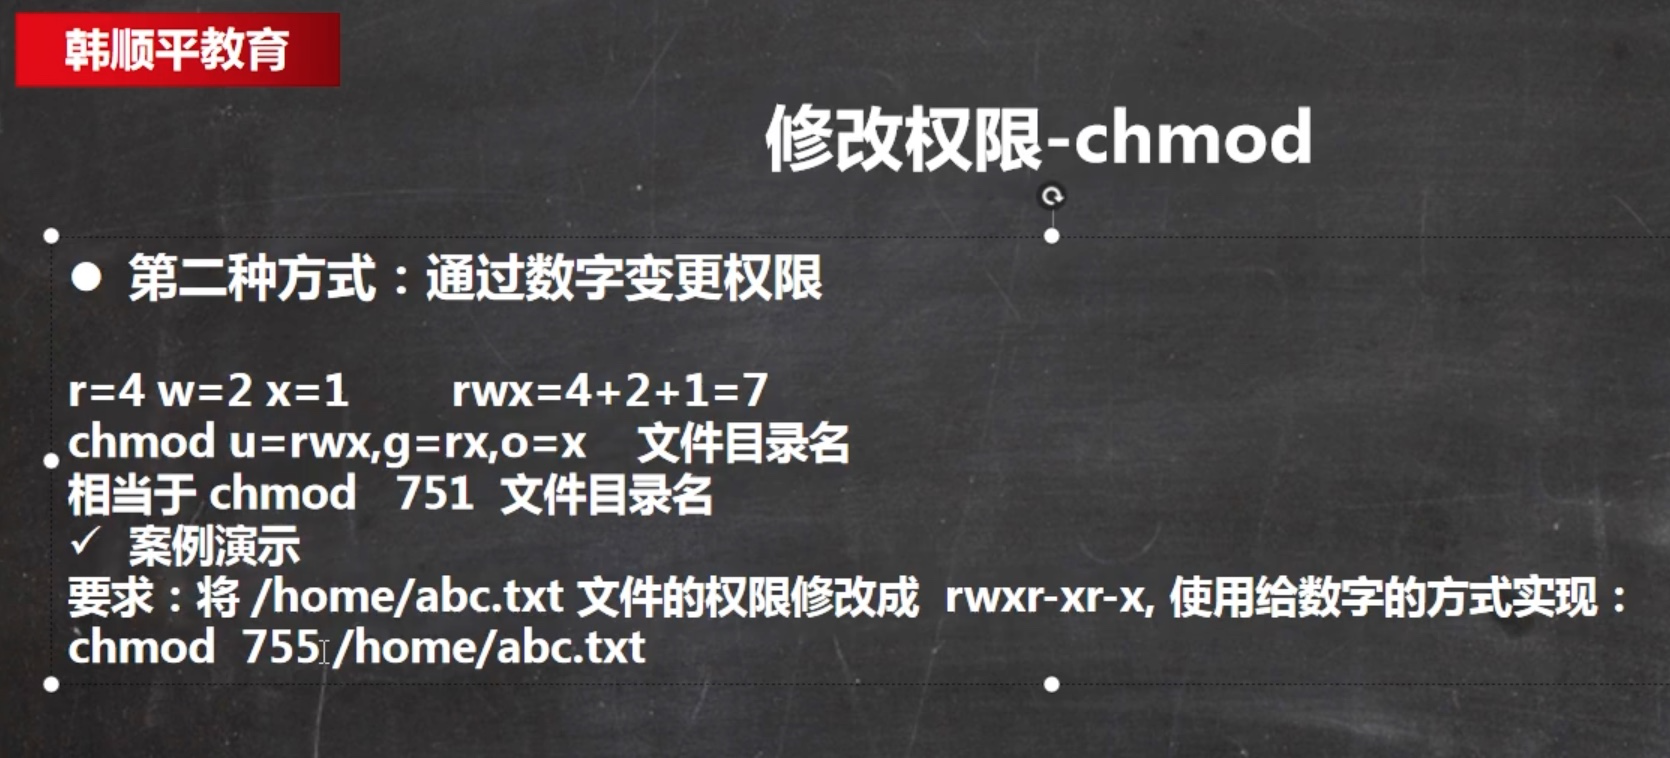 韩顺平教育
修改权限-chmod
● 第二种方式：通过数字变更权限
r=4 w=2 x=1 rwx=4+2+1=7
chmod u=rwx,g=rx,o=x 文件目录名
相当于 chmod 751 文件目录名
✓ 案例演示
要求：将 /home/abc.txt 文件的权限修改成 rwxr-xr-x, 使用给数字的方式实现：
chmod 755 /home/abc.txt